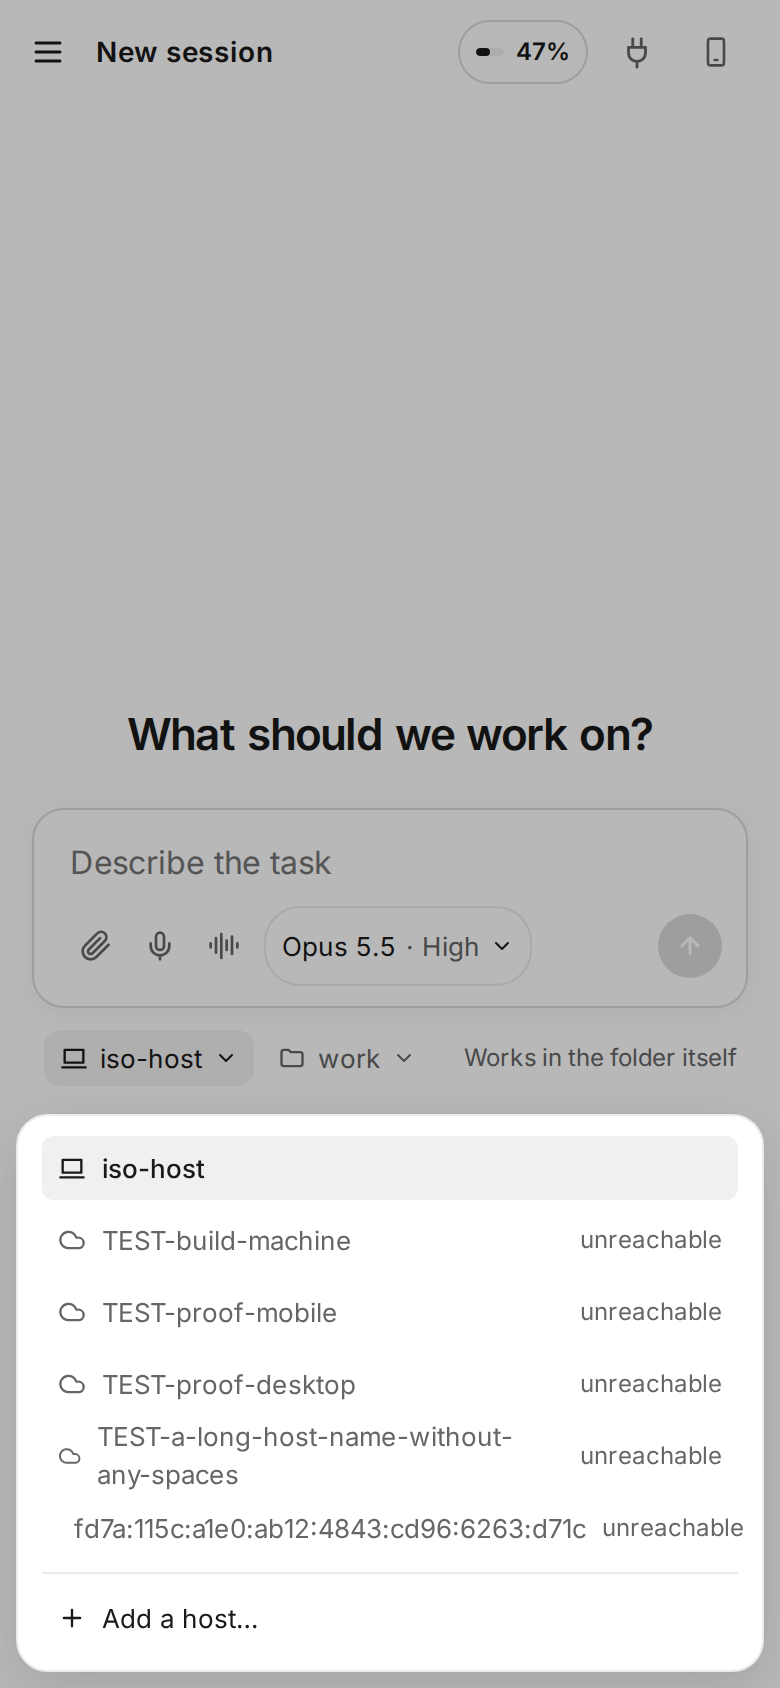 New session
47%
What should we work on?
Describe the task
Opus 5.5 · High
iso-host
work
Works in the folder itself
iso-host
TEST-build-machine unreachable
TEST-proof-mobile unreachable
TEST-proof-desktop unreachable
TEST-a-long-host-name-without-
any-spaces unreachable
fd7a:115c:a1e0:ab12:4843:cd96:6263:d71c unreachable
Add a host...